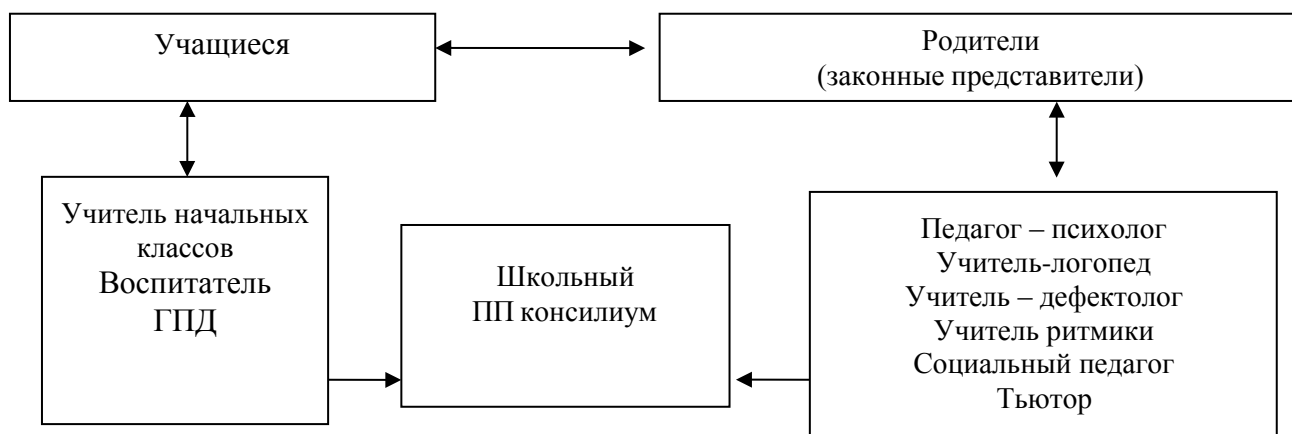 Учащиеся
Родители
(законные представители)
Учитель начальных
классов
Воспитатель
ГПД
Школьный
ПП консилиум
Педагог – психолог
Учитель-логопед
Учитель – дефектолог
Учитель ритмики
Социальный педагог
Тьютор